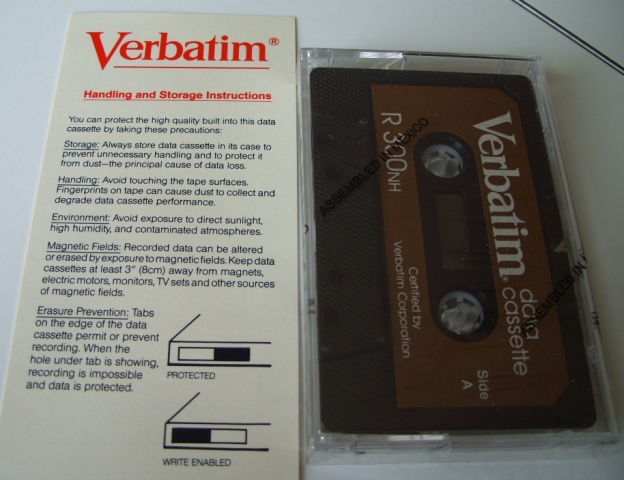 Verbatim®
Handling and Storage Instructions
You can protect the high quality built into this data
cassette by taking these precautions:
Storage: Always store data cassette in its case to
prevent unnecessary handling and to protect it
from dust—the principal cause of data loss.
Handling: Avoid touching the tape surfaces.
Fingerprints on tape can cause dust to collect and
degrade data cassette performance.
Environment: Avoid exposure to direct sunlight,
high humidity, and contaminated atmospheres.
Magnetic Fields: Recorded data can be altered
or erased by exposure to magnetic fields. Keep data
cassettes at least 3" (8cm) away from magnets,
electric motors, monitors, TV sets and other sources
of magnetic fields.
Erasure Prevention: Tabs
on the edge of the data
cassette permit or prevent
recording. When the
hole under tab is showing,
recording is impossible
and data is protected.
PROTECTED
WRITE ENABLED
Verbatim® data
cassette
Side
A
R 300NH
Certified by
Verbatim Corporation
ASSEMBLED IN MEXICO
ASSEMBLED IN